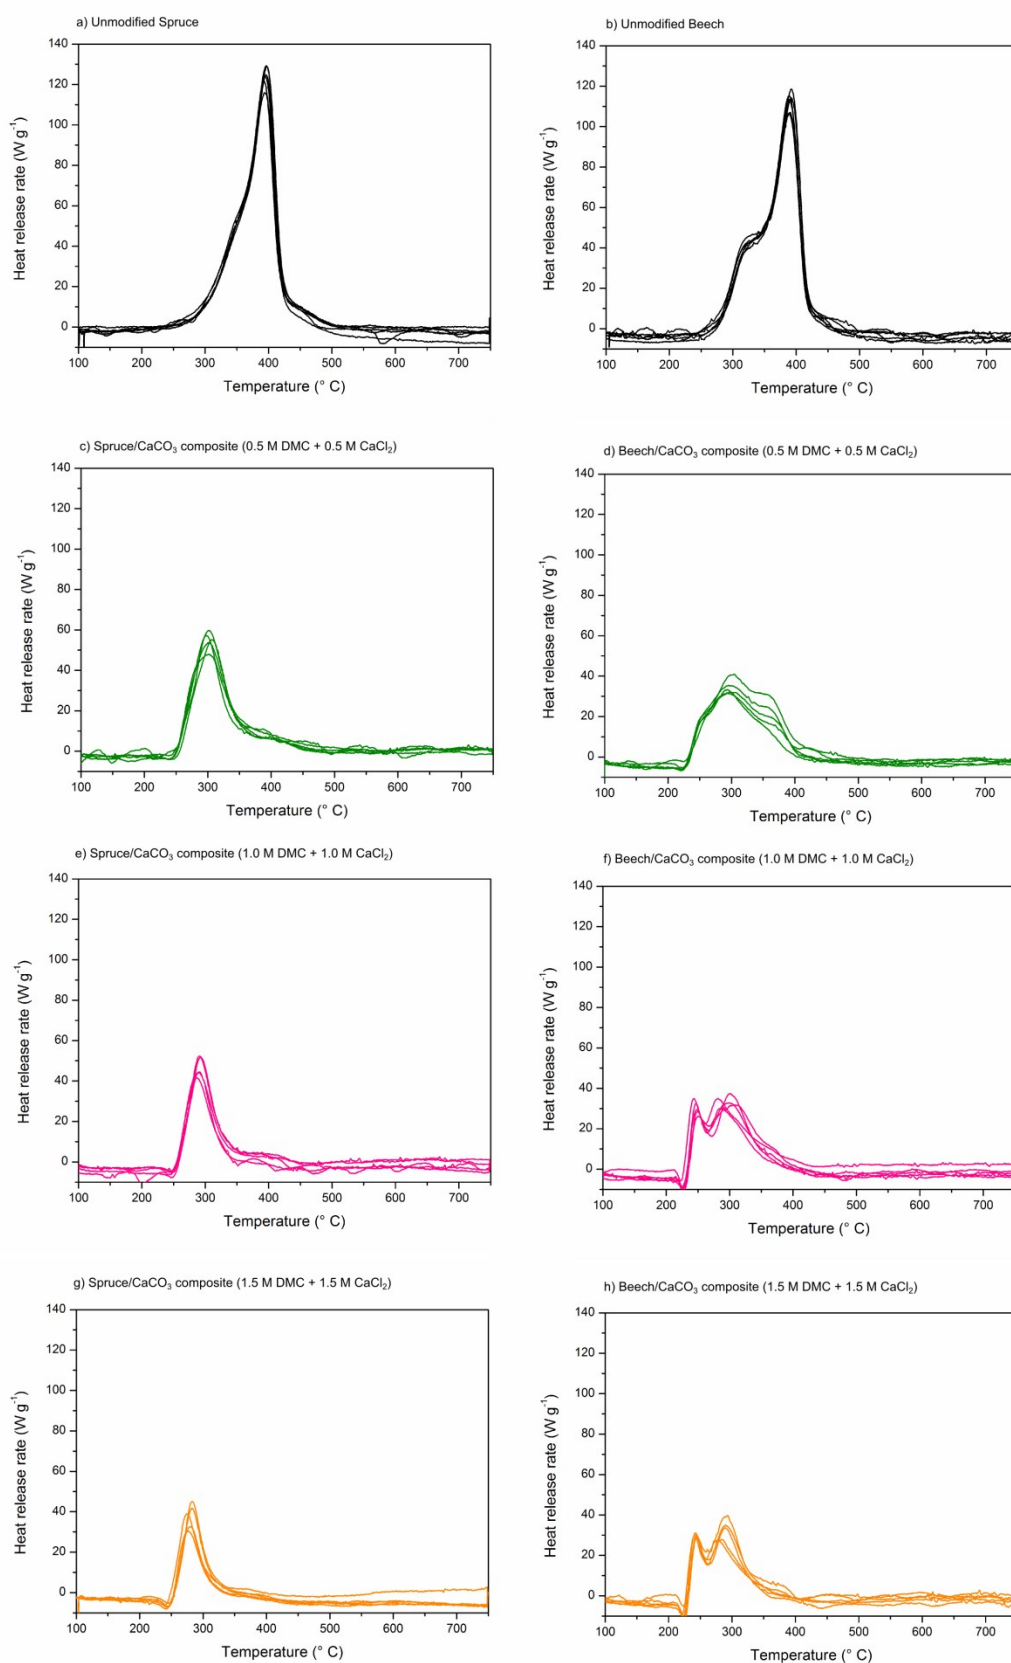 a) Unmodified Spruce
140
120
100
80
60
40
20
0
Heat release rate (W g⁻¹)
100 200 300 400 500 600 700
Temperature (° C)
b) Unmodified Beech
140
120
100
80
60
40
20
0
Heat release rate (W g⁻¹)
100 200 300 400 500 600 700
Temperature (° C)
c) Spruce/CaCO₃ composite (0.5 M DMC + 0.5 M CaCl₂)
140
120
100
80
60
40
20
0
Heat release rate (W g⁻¹)
100 200 300 400 500 600 700
Temperature (° C)
d) Beech/CaCO₃ composite (0.5 M DMC + 0.5 M CaCl₂)
140
120
100
80
60
40
20
0
Heat release rate (W g⁻¹)
100 200 300 400 500 600 700
Temperature (° C)
e) Spruce/CaCO₃ composite (1.0 M DMC + 1.0 M CaCl₂)
140
120
100
80
60
40
20
0
Heat release rate (W g⁻¹)
100 200 300 400 500 600 700
Temperature (° C)
f) Beech/CaCO₃ composite (1.0 M DMC + 1.0 M CaCl₂)
140
120
100
80
60
40
20
0
Heat release rate (W g⁻¹)
100 200 300 400 500 600 700
Temperature (° C)
g) Spruce/CaCO₃ composite (1.5 M DMC + 1.5 M CaCl₂)
140
120
100
80
60
40
20
0
Heat release rate (W g⁻¹)
100 200 300 400 500 600 700
Temperature (° C)
h) Beech/CaCO₃ composite (1.5 M DMC + 1.5 M CaCl₂)
140
120
100
80
60
40
20
0
Heat release rate (W g⁻¹)
100 200 300 400 500 600 700
Temperature (° C)